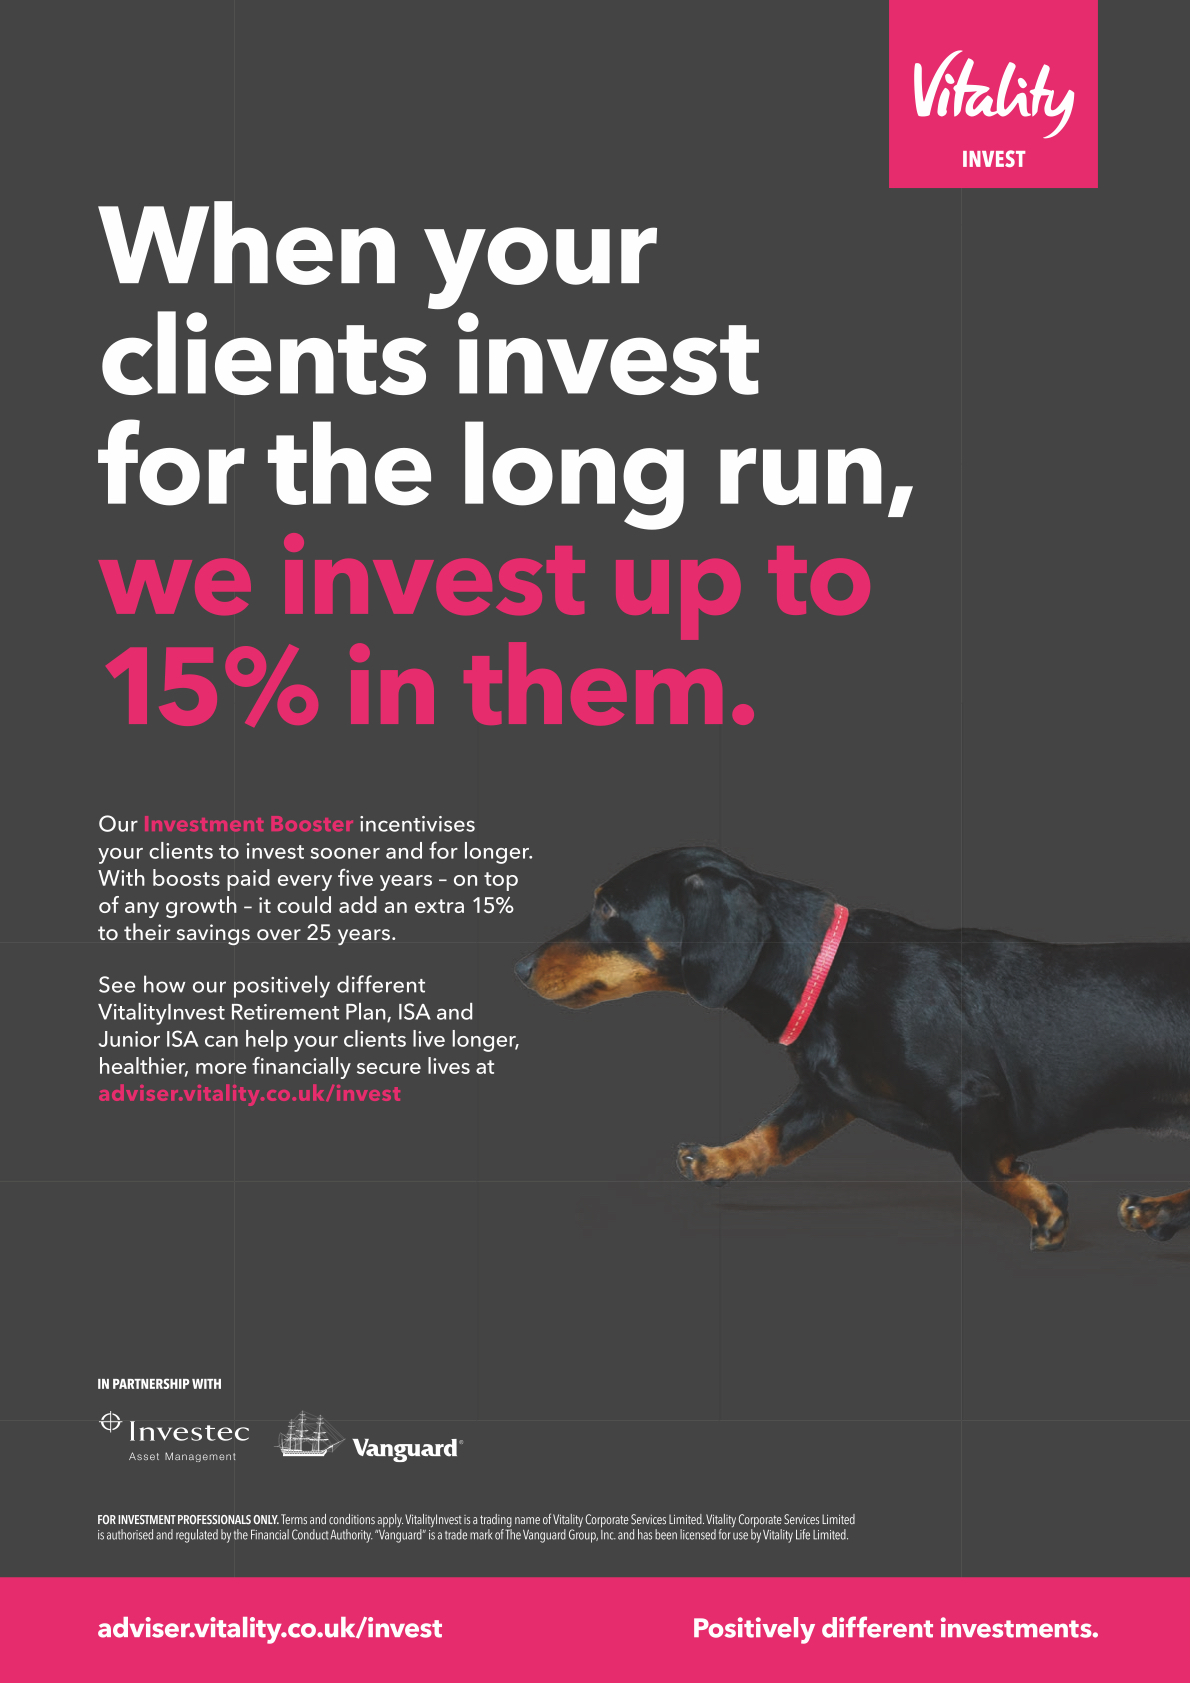 Vitality
INVEST
When your
clients invest
for the long run,
we invest up to
15% in them.
Our Investment Booster incentivises
your clients to invest sooner and for longer.
With boosts paid every five years – on top
of any growth – it could add an extra 15%
to their savings over 25 years.
See how our positively different
VitalityInvest Retirement Plan, ISA and
Junior ISA can help your clients live longer,
healthier, more financially secure lives at
adviser.vitality.co.uk/invest
IN PARTNERSHIP WITH
Investec
Asset Management
Vanguard®
FOR INVESTMENT PROFESSIONALS ONLY. Terms and conditions apply. VitalityInvest is a trading name of Vitality Corporate Services Limited. Vitality Corporate Services Limited
is authorised and regulated by the Financial Conduct Authority. “Vanguard” is a trade mark of The Vanguard Group, Inc. and has been licensed for use by Vitality Life Limited.
adviser.vitality.co.uk/invest
Positively different investments.